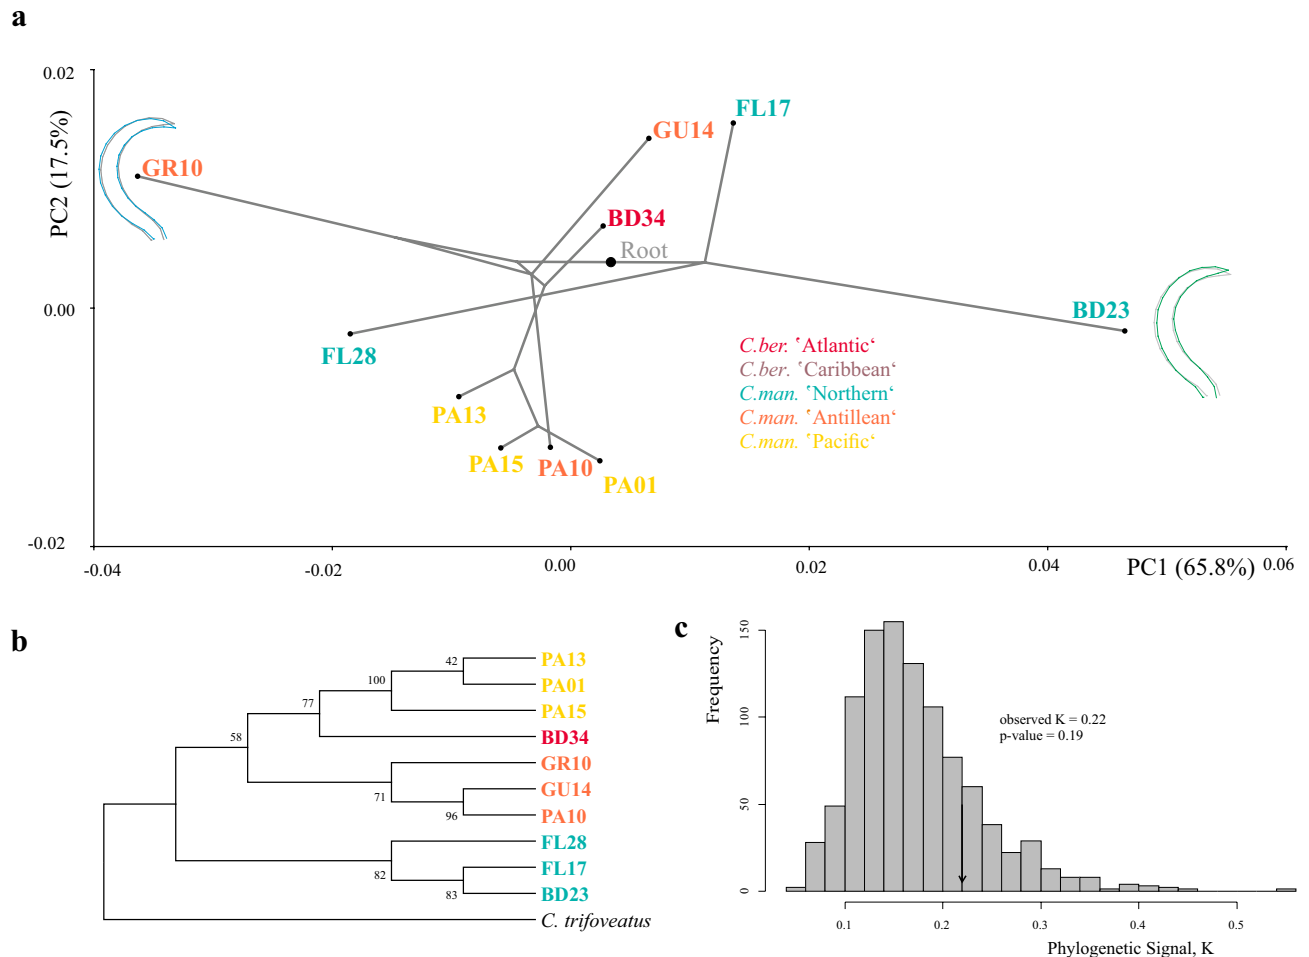 a
0.02
0.00
-0.02
PC2 (17.5%)
GR10
GU14
FL17
BD34
Root
BD23
FL28
PA13
PA15
PA10
PA01
C.ber. ‛Atlantic‘
C.ber. ‛Caribbean‘
C.man. ‛Northern‘
C.man. ‛Antillean‘
C.man. ‛Pacific‘
-0.04
-0.02
0.00
0.02
0.04
0.06
PC1 (65.8%)
b
PA13
PA01
PA15
BD34
GR10
GU14
PA10
FL28
FL17
BD23
C. trifoveatus
42
100
77
58
71
96
82
83
c
Frequency
150
100
50
0
observed K = 0.22
p-value = 0.19
0.1
0.2
0.3
0.4
0.5
Phylogenetic Signal, K